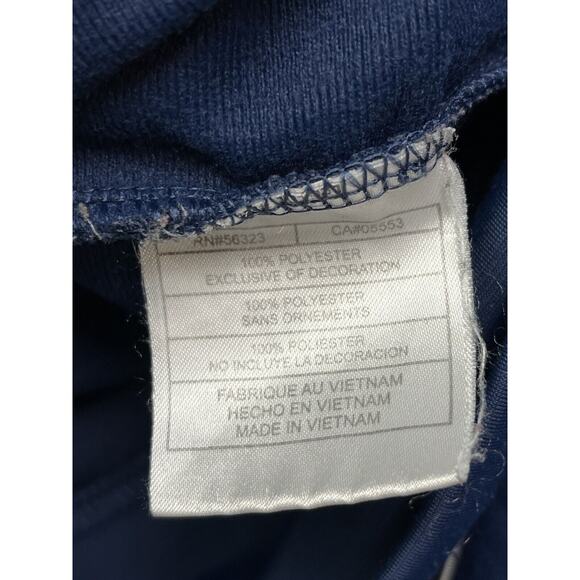 RN#56323 CA#05553
100% POLYESTER
EXCLUSIVE OF DECORATION
100% POLYESTER
SANS ORNEMENTS
100% POLIESTER
NO INCLUYE LA DECORACION
FABRIQUE AU VIETNAM
HECHO EN VIETNAM
MADE IN VIETNAM